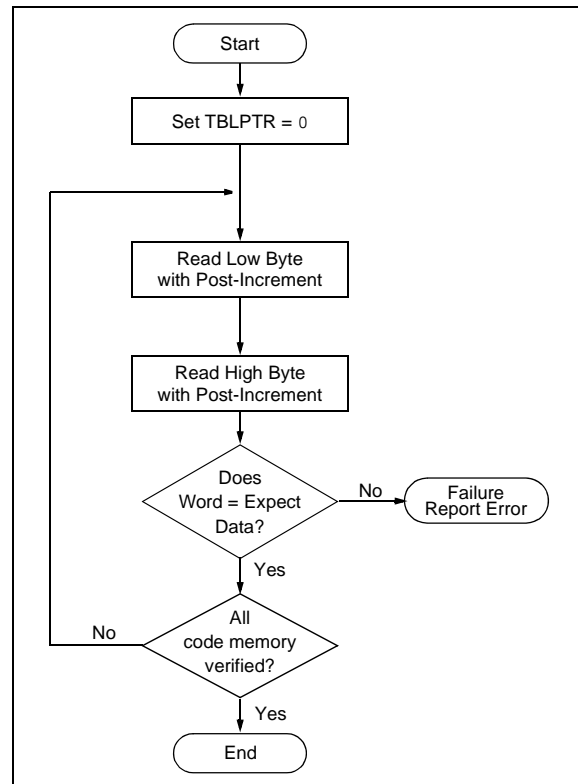 Start
Set TBLPTR = 0
Read Low Byte
with Post-Increment
Read High Byte
with Post-Increment
Does
Word = Expect
Data?
No
Failure
Report Error
Yes
All
code memory
verified?
No
Yes
End